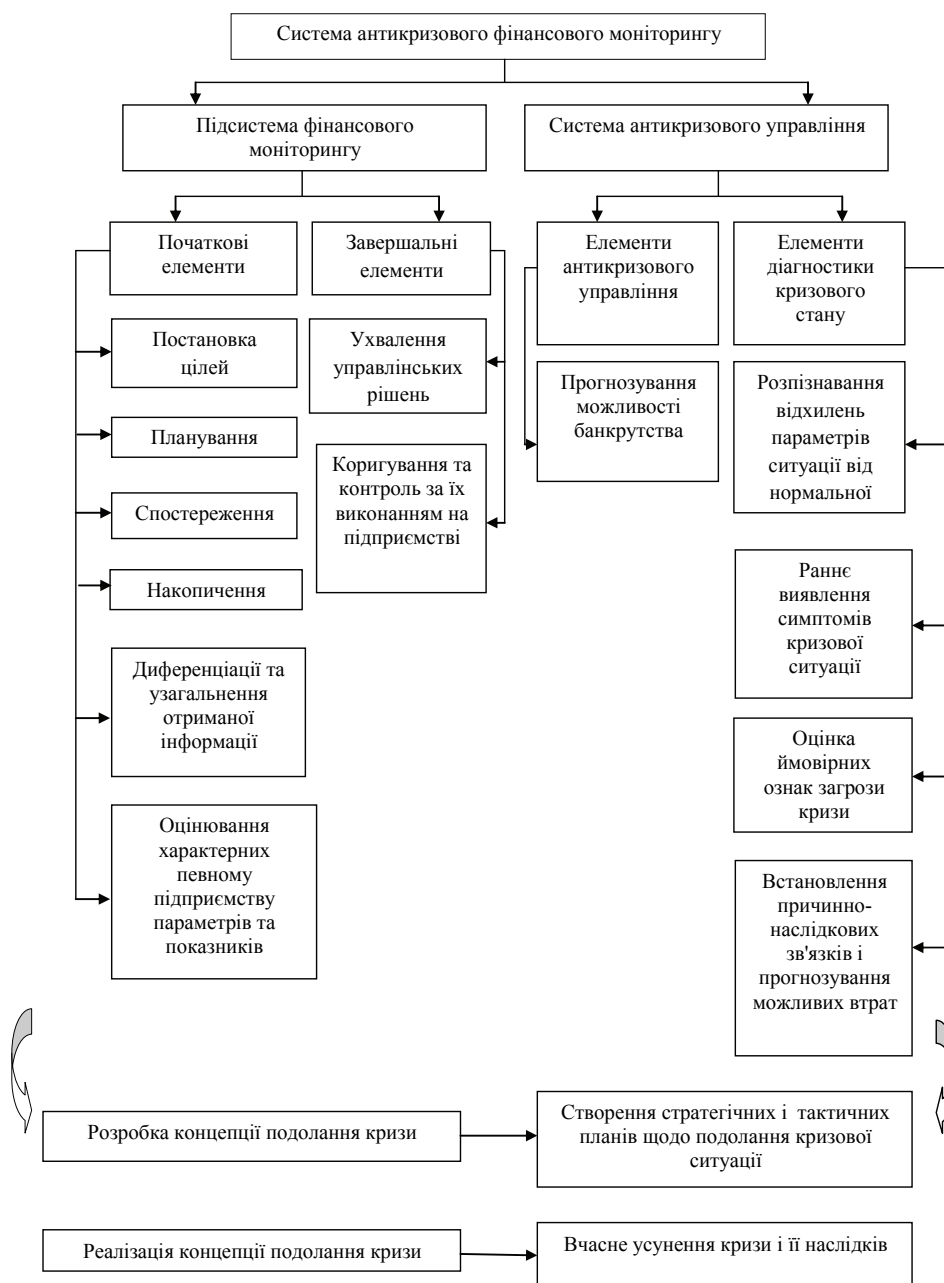 Система антикризового фінансового моніторингу
Підсистема фінансового
моніторингу
Система антикризового управління
Початкові
елементи
Завершальні
елементи
Елементи
антикризового
управління
Елементи
діагностики
кризового
стану
Постановка
цілей
Планування
Спостереження
Накопичення
Диференціації та
узагальнення
отриманої
інформації
Оцінювання
характерних
певному
підприємству
параметрів та
показників
Ухвалення
управлінських
рішень
Коригування та
контроль за їх
виконанням на
підприємстві
Прогнозування
можливості
банкрутства
Розпізнавання
відхилень
параметрів
ситуації від
нормальної
Раннє
виявлення
симптомів
кризової
ситуації
Оцінка
ймовірних
ознак загрози
кризи
Встановлення
причинно-
наслідкових
зв'язків і
прогнозування
можливих втрат
Розробка концепції подолання кризи
Створення стратегічних і тактичних
планів щодо подолання кризової
ситуації
Реалізація концепції подолання кризи
Вчасне усунення кризи і її наслідків